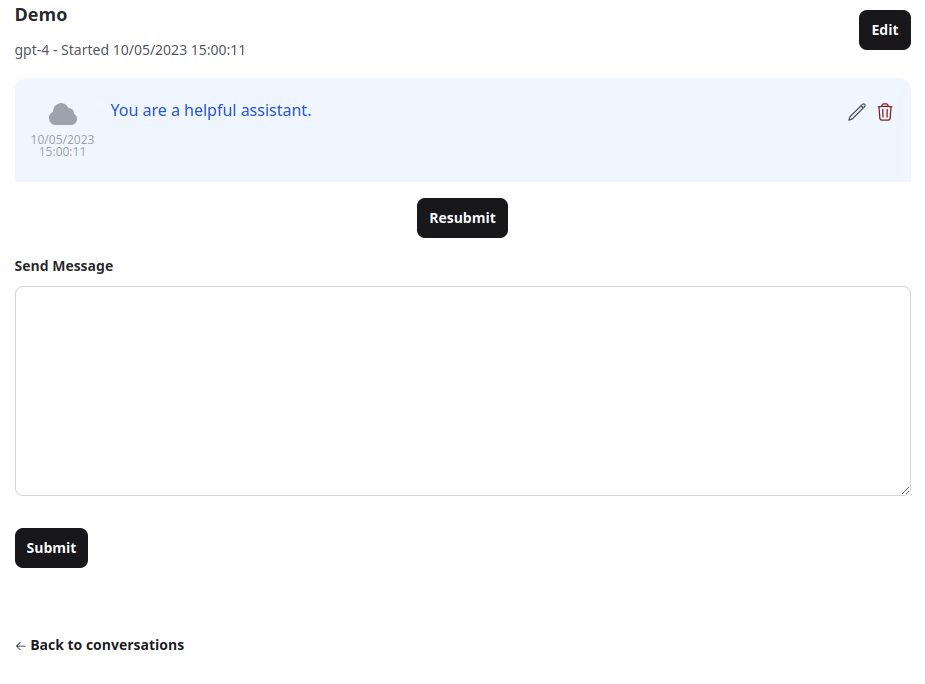 Demo
Edit
gpt-4 - Started 10/05/2023 15:00:11
You are a helpful assistant.
10/05/2023
15:00:11
Resubmit
Send Message
Submit
← Back to conversations